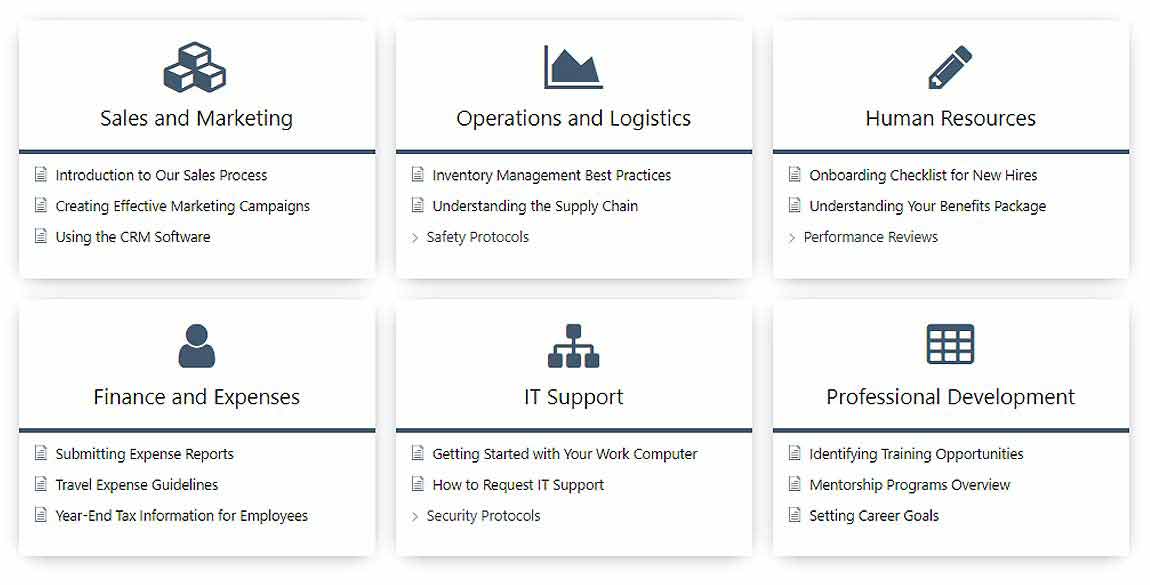 Sales and Marketing
Introduction to Our Sales Process
Creating Effective Marketing Campaigns
Using the CRM Software
Operations and Logistics
Inventory Management Best Practices
Understanding the Supply Chain
Safety Protocols
Human Resources
Onboarding Checklist for New Hires
Understanding Your Benefits Package
Performance Reviews
Finance and Expenses
Submitting Expense Reports
Travel Expense Guidelines
Year-End Tax Information for Employees
IT Support
Getting Started with Your Work Computer
How to Request IT Support
Security Protocols
Professional Development
Identifying Training Opportunities
Mentorship Programs Overview
Setting Career Goals